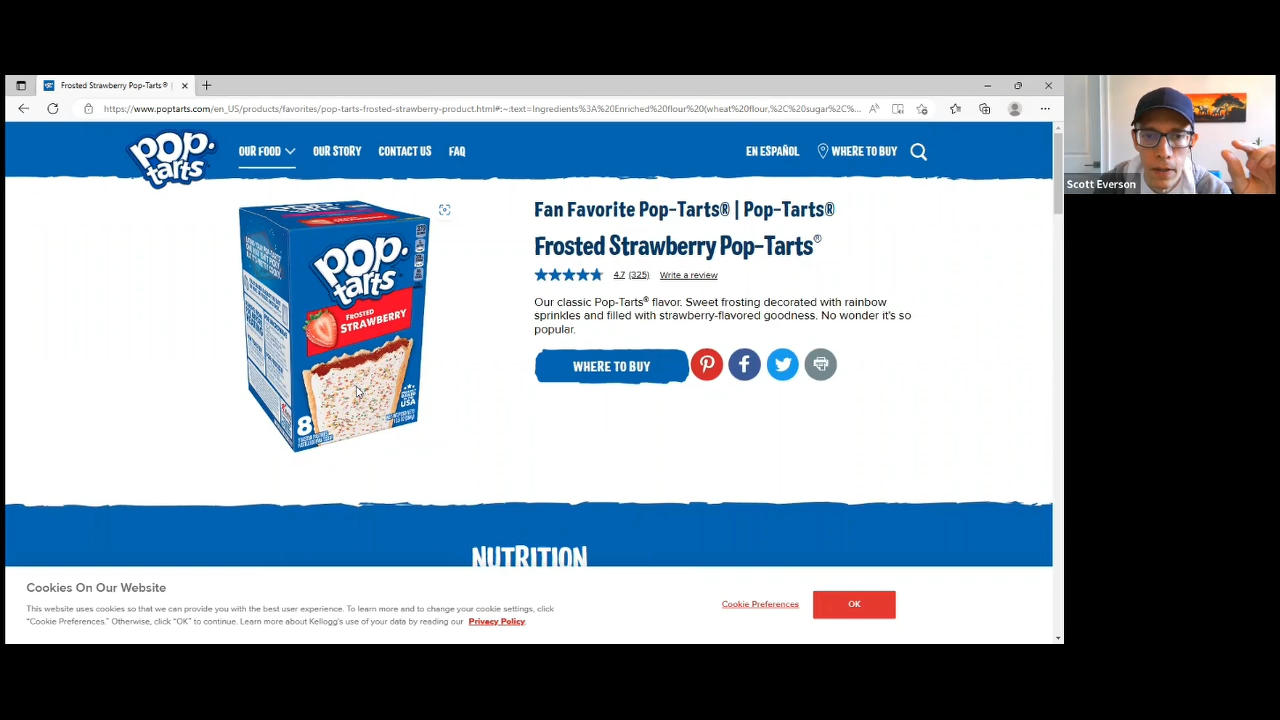 Frosted Strawberry Pop-Tarts® |
https://www.poptarts.com/en_US/products/favorites/pop-tarts-frosted-strawberry-product.html#:~:text=Ingredients%3A%20Enriched%20flour%20(wheat%20flour,%2C%20sugar%2C%...
Scott Everson
pop. tarts
OUR FOOD
OUR STORY
CONTACT US
FAQ
EN ESPAÑOL
WHERE TO BUY
pop. tarts
FROSTED
STRAWBERRY
8
USA
Fan Favorite Pop-Tarts® | Pop-Tarts®
Frosted Strawberry Pop-Tarts®
4.7 (325) Write a review
Our classic Pop-Tarts® flavor. Sweet frosting decorated with rainbow
sprinkles and filled with strawberry-flavored goodness. No wonder it's so
popular.
WHERE TO BUY
NUTRITION
Cookies On Our Website
This website uses cookies so that we can provide you with the best user experience. To learn more and to change your cookie settings, click
"Cookie Preferences." Otherwise, click "OK" to continue. Learn more about Kellogg's use of your data by reading our Privacy Policy.
Cookie Preferences
OK